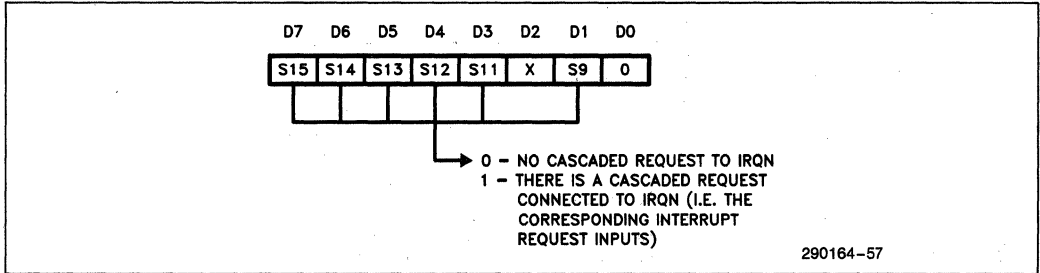 D7 D6 D5 D4 D3 D2 D1 D0
S15 S14 S13 S12 S11 X S9 0
0 – NO CASCADED REQUEST TO IRQN
1 – THERE IS A CASCADED REQUEST
CONNECTED TO IRQN (I.E. THE
CORRESPONDING INTERRUPT
REQUEST INPUTS)
290164–57